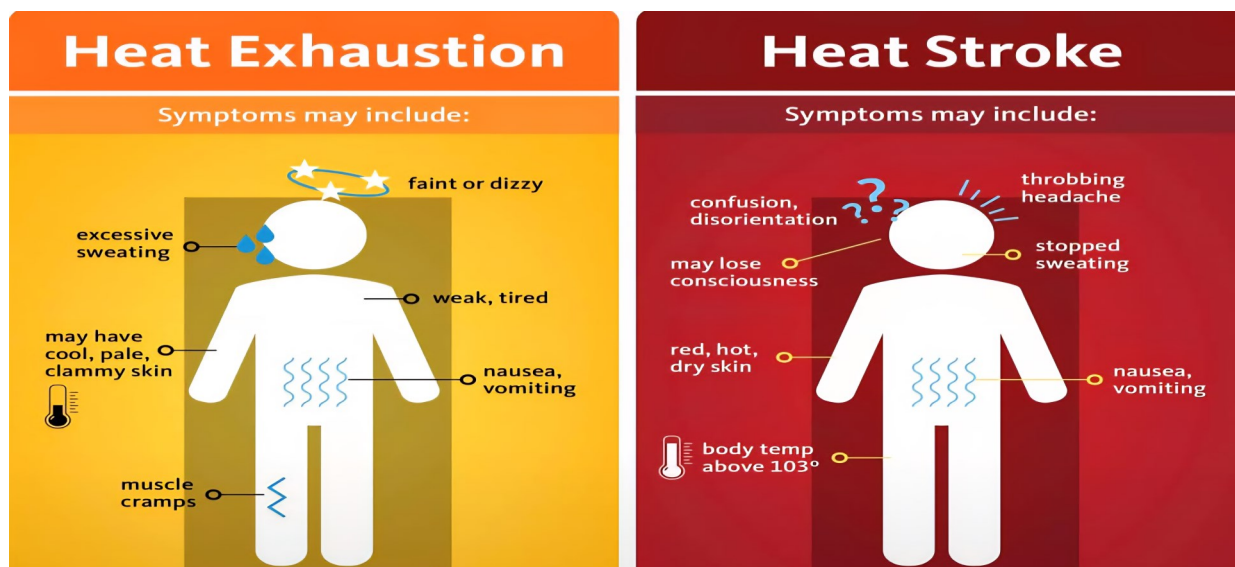 Heat Exhaustion
Symptoms may include:
faint or dizzy
excessive
sweating
weak, tired
may have
cool, pale,
clammy skin
nausea,
vomiting
muscle
cramps
Heat Stroke
Symptoms may include:
throbbing
headache
confusion,
disorientation
stopped
sweating
may lose
consciousness
red, hot,
dry skin
nausea,
vomiting
body temp
above 103º